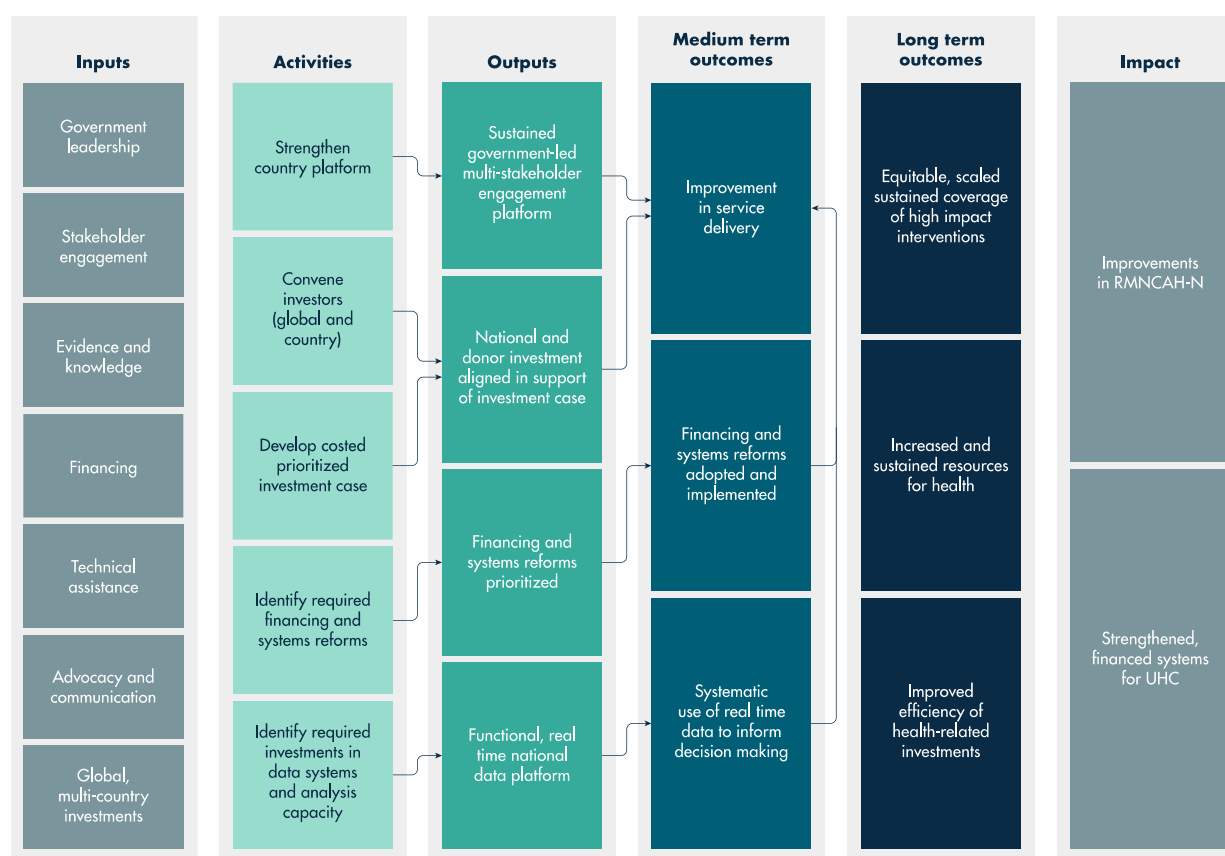 Inputs
Government
leadership
Stakeholder
engagement
Evidence and
knowledge
Financing
Technical
assistance
Advocacy and
communication
Global,
multi-country
investments
Activities
Strengthen
country platform
Convene
investors
(global and
country)
Develop costed
prioritized
investment case
Identify required
financing and
systems reforms
Identify required
investments in
data systems
and analysis
capacity
Outputs
Sustained
government-led
multi-stakeholder
engagement
platform
National and
donor investment
aligned in support
of investment case
Financing and
systems reforms
prioritized
Functional, real
time national
data platform
Medium term
outcomes
Improvement
in service
delivery
Financing and
systems reforms
adopted and
implemented
Systematic
use of real time
data to inform
decision making
Long term
outcomes
Equitable, scaled
sustained coverage
of high impact
interventions
Increased and
sustained resources
for health
Improved
efficiency of
health-related
investments
Impact
Improvements
in RMNCAH-N
Strengthened,
financed systems
for UHC